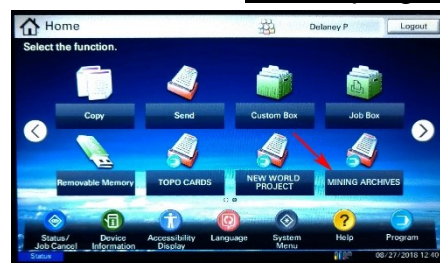 Home
Delaney P
Logout
Select the function.
Copy
Send
Custom Box
Job Box
Removable Memory
TOPO CARDS
NEW WORLD
PROJECT
MINING ARCHIVES
Status/
Job Cancel
Device
Information
Accessibility
Display
Language
System
Menu
Help
Program
Status
08/27/2018 12:40